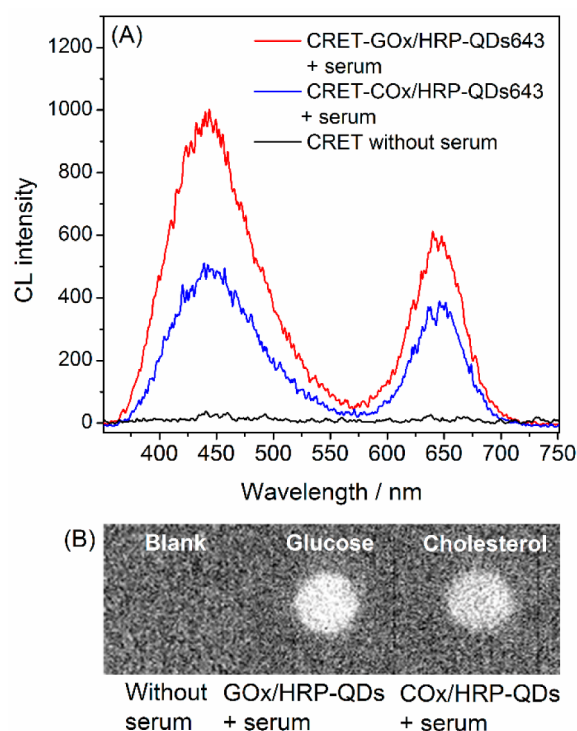 (A)
CRET-GOx/HRP-QDs643
+ serum
CRET-COx/HRP-QDs643
+ serum
CRET without serum
1200
1000
800
600
400
200
0
CL intensity
400 450 500 550 600 650 700 750
Wavelength / nm
(B)
Blank Glucose Cholesterol
Without GOx/HRP-QDs COx/HRP-QDs
serum + serum + serum